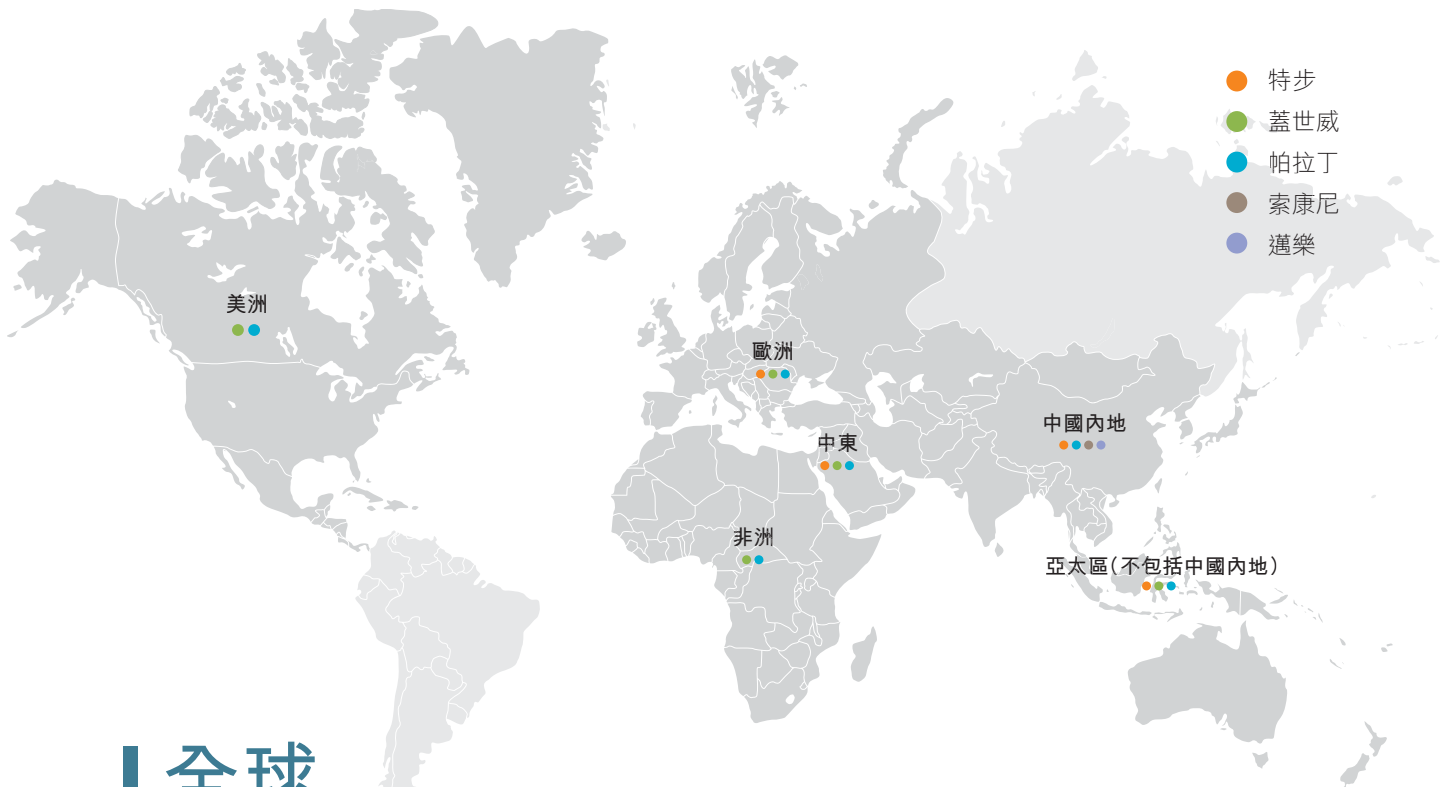 特步
蓋世威
帕拉丁
索康尼
邁樂
美洲
歐洲
中國內地
中東
非洲
亞太區(不包括中國內地)
全球